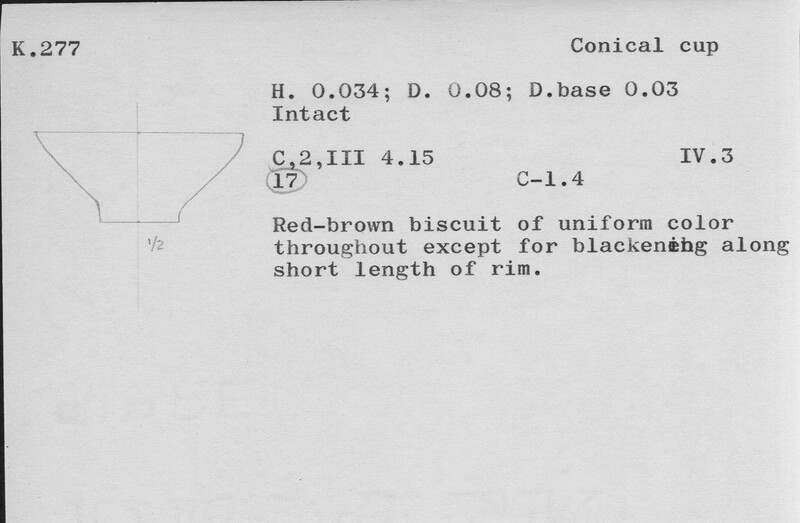 K.277
Conical cup
H. 0.034; D. 0.08; D.base 0.03
Intact
C,2,III 4.15 IV.3
17 C-1.4
Red-brown biscuit of uniform color
throughout except for blackening along
short length of rim.
1/2